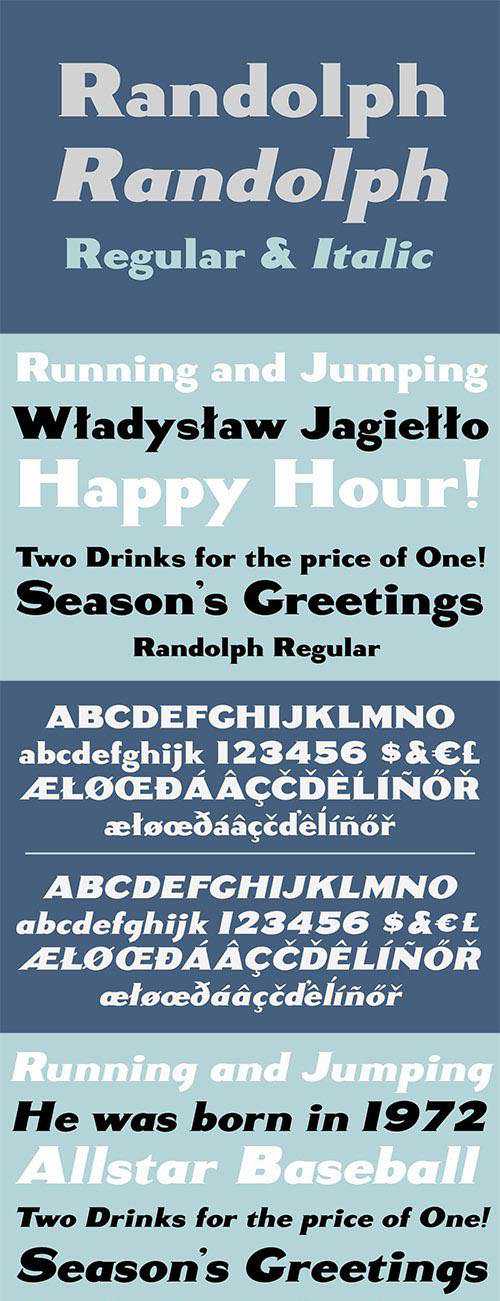 Randolph
Randolph
Regular & Italic
Running and Jumping
Władysław Jagiełło
Happy Hour!
Two Drinks for the price of One!
Season's Greetings
Randolph Regular
ABCDEFGHIJKLMNO
abcdefghijk 123456 $&€£
ÆŁØŒĐÁÂÇČĎÊĹÍÑŐŘ
æłøœðáâçčďêĺíñőř
ABCDEFGHIJKLMNO
abcdefghijk 123456 $&€£
ÆŁØŒĐÁÂÇČĎÊĹÍÑŐŘ
æłøœðáâçčďêĺíñőř
Running and Jumping
He was born in 1972
Allstar Baseball
Two Drinks for the price of One!
Season's Greetings